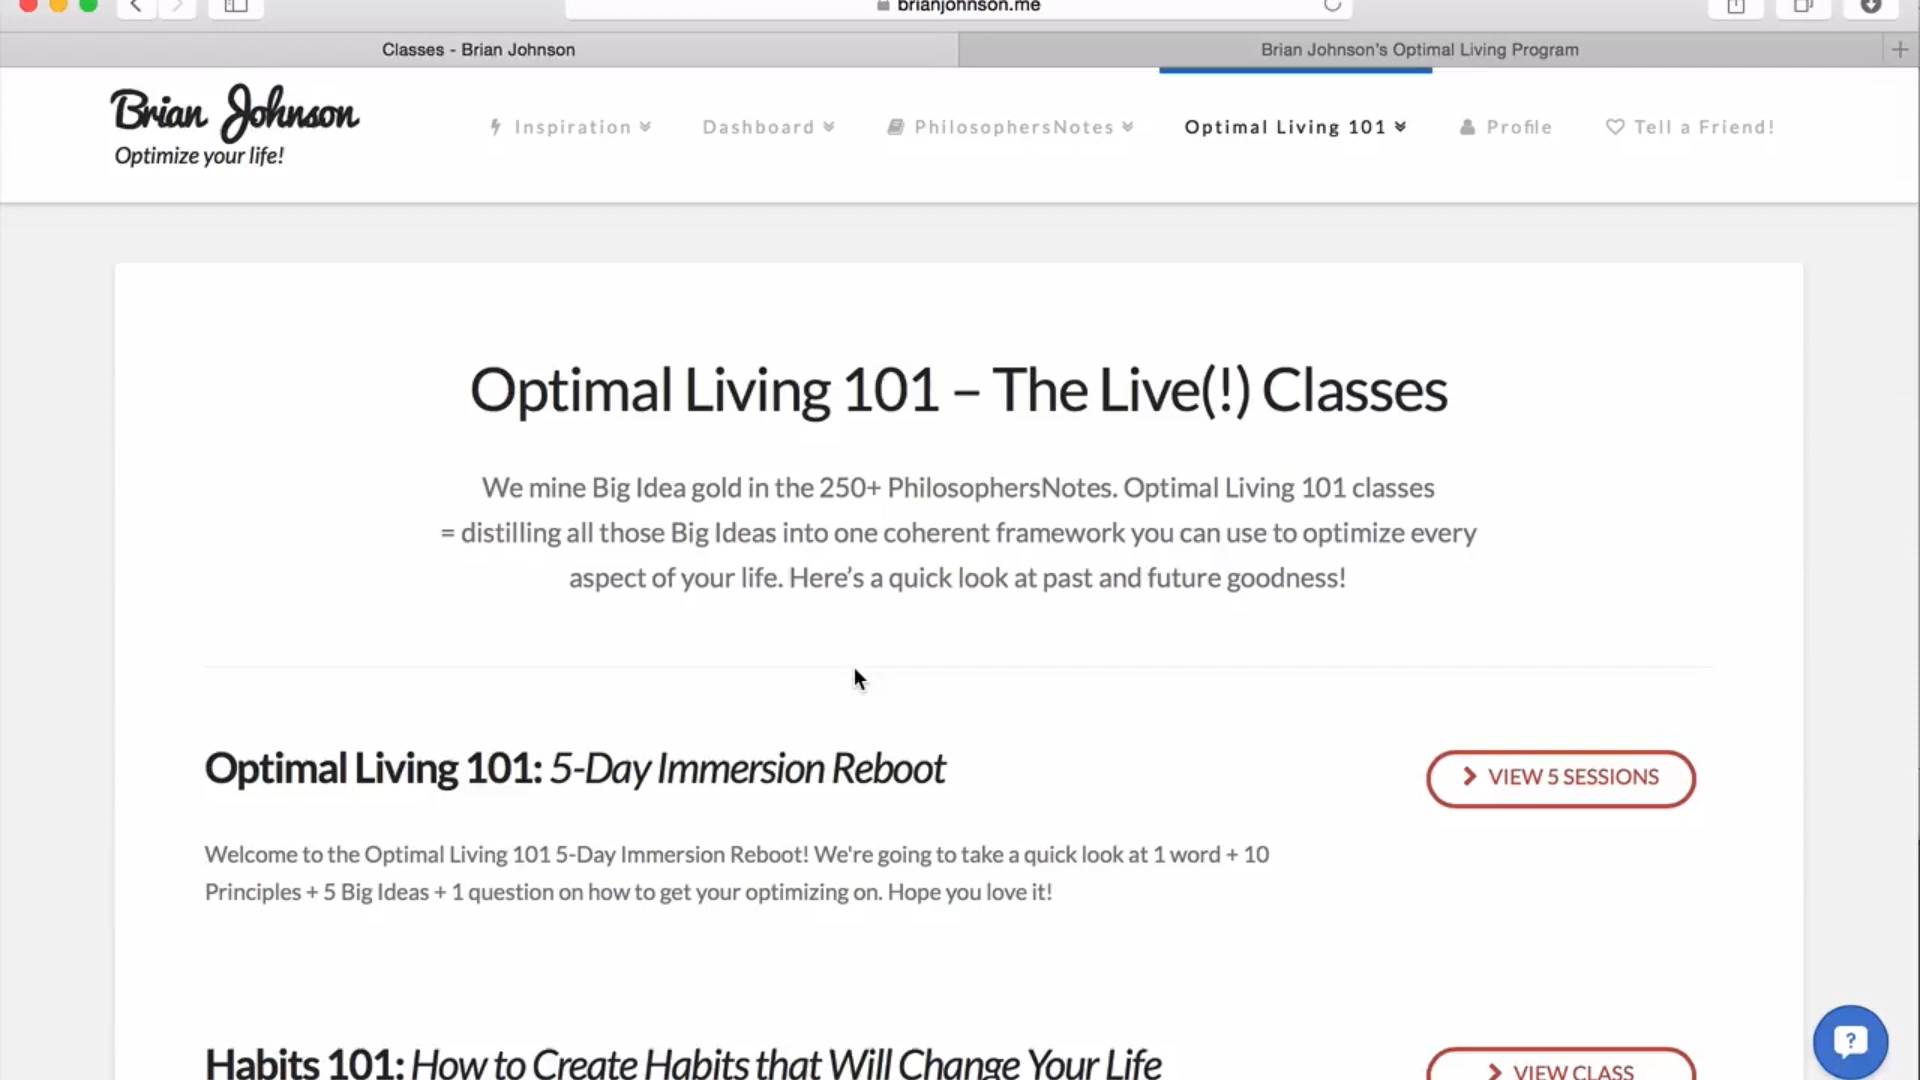 brianjohnson.me
Classes - Brian Johnson
Brian Johnson's Optimal Living Program
Brian Johnson
Optimize your life!
Inspiration
Dashboard
PhilosophersNotes
Optimal Living 101
Profile
Tell a Friend!
Optimal Living 101 – The Live(!) Classes
We mine Big Idea gold in the 250+ PhilosophersNotes. Optimal Living 101 classes
= distilling all those Big Ideas into one coherent framework you can use to optimize every
aspect of your life. Here’s a quick look at past and future goodness!
Optimal Living 101: 5-Day Immersion Reboot
VIEW 5 SESSIONS
Welcome to the Optimal Living 101 5-Day Immersion Reboot! We're going to take a quick look at 1 word + 10
Principles + 5 Big Ideas + 1 question on how to get your optimizing on. Hope you love it!
Habits 101: How to Create Habits that Will Change Your Life
VIEW CLASS